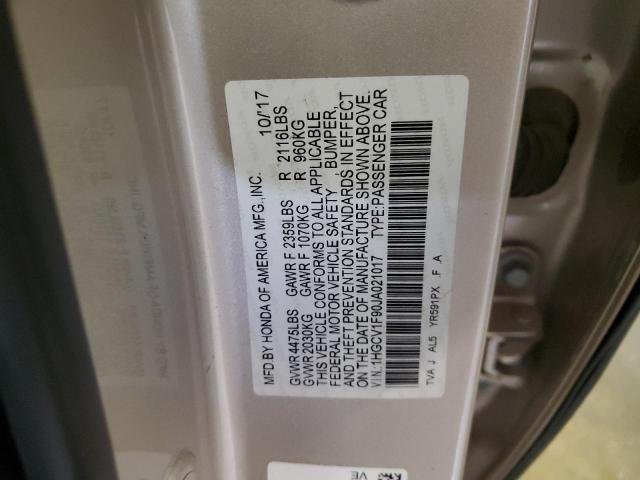 MFD.BY HONDA OF AMERICA MFG.,INC. 10/17
GVWR 4475LBS GAWR F 2359LBS R 2116LBS
GVWR 2030KG GAWR F 1070KG R 960KG
THIS VEHICLE CONFORMS TO ALL APPLICABLE
FEDERAL MOTOR VEHICLE SAFETY, BUMPER,
AND THEFT PREVENTION STANDARDS IN EFFECT
ON THE DATE OF MANUFACTURE SHOWN ABOVE.
V.I.N.:1HGCV1F90JA021017 TYPE:PASSENGER CAR
TVA J AL5 YR591PX .F .A